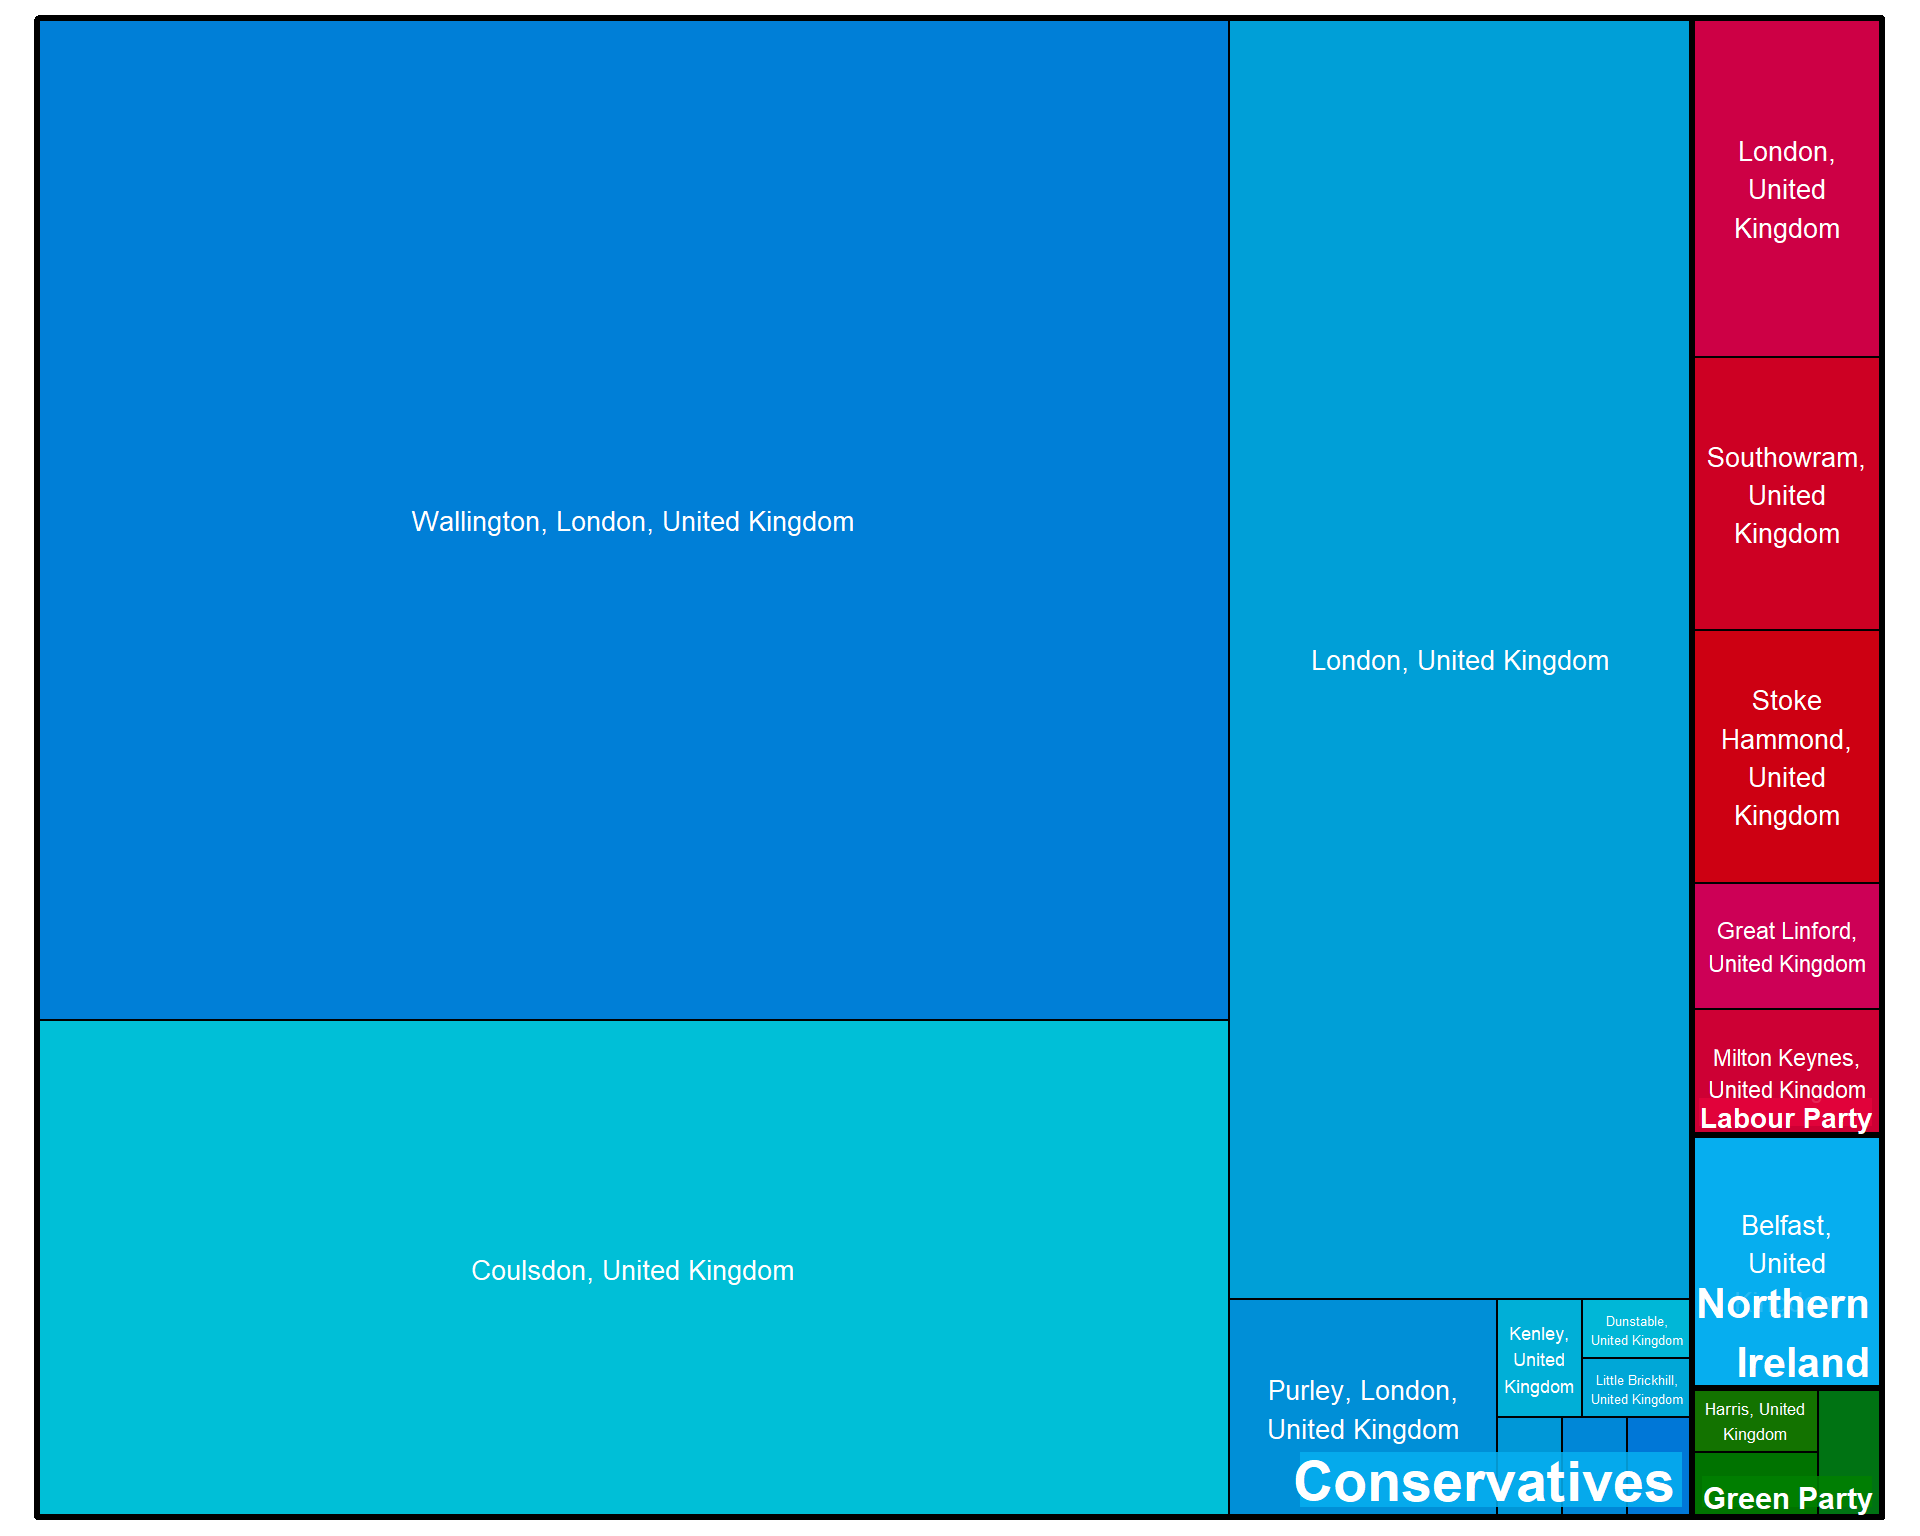 Wallington, London, United Kingdom
Coulsdon, United Kingdom
London, United Kingdom
Purley, London,
United Kingdom
Kenley,
United
Kingdom
Dunstable,
United Kingdom
Little Brickhill,
United Kingdom
Conservatives
London,
United
Kingdom
Southowram,
United
Kingdom
Stoke
Hammond,
United
Kingdom
Great Linford,
United Kingdom
Milton Keynes,
United Kingdom
Labour Party
Belfast,
United
Northern
Ireland
Harris, United
Kingdom
Green Party